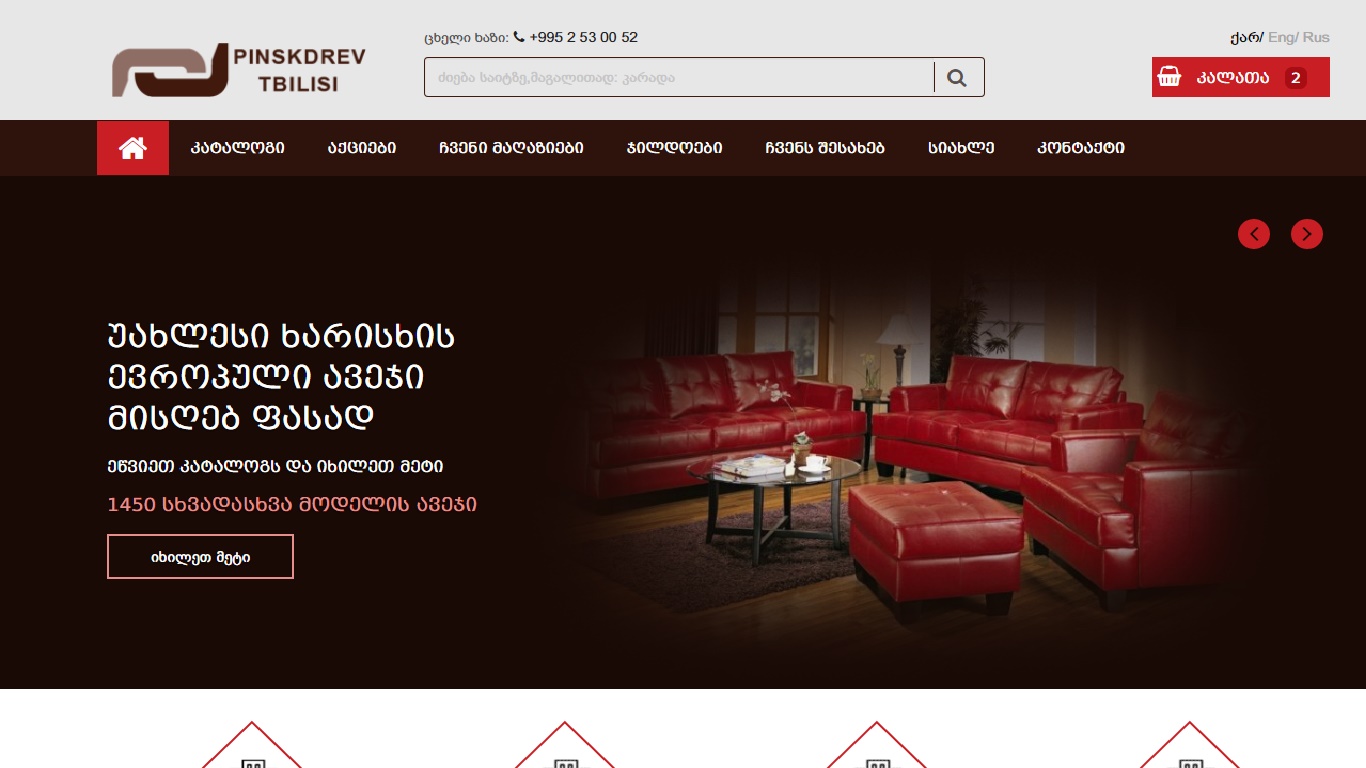 ცხელი ხაზი: +995 2 53 00 52
ქარ/ Eng/ Rus
PINSKDREV
TBILISI
ძიება საიტზე,მაგალითად: კარადა
კალათა 2
კატალოგი აქციები ჩვენი მაღაზიები ჯილდოები ჩვენს შესახებ სიახლე კონტაქტი
უახლესი ხარისხის
ევროპული ავეჯი
მისღებ ფასად
ეწვიეთ კატალოგს და იხილეთ მეტი
1450 სხვადასხვა მოდელის ავეჯი
იხილეთ მეტი